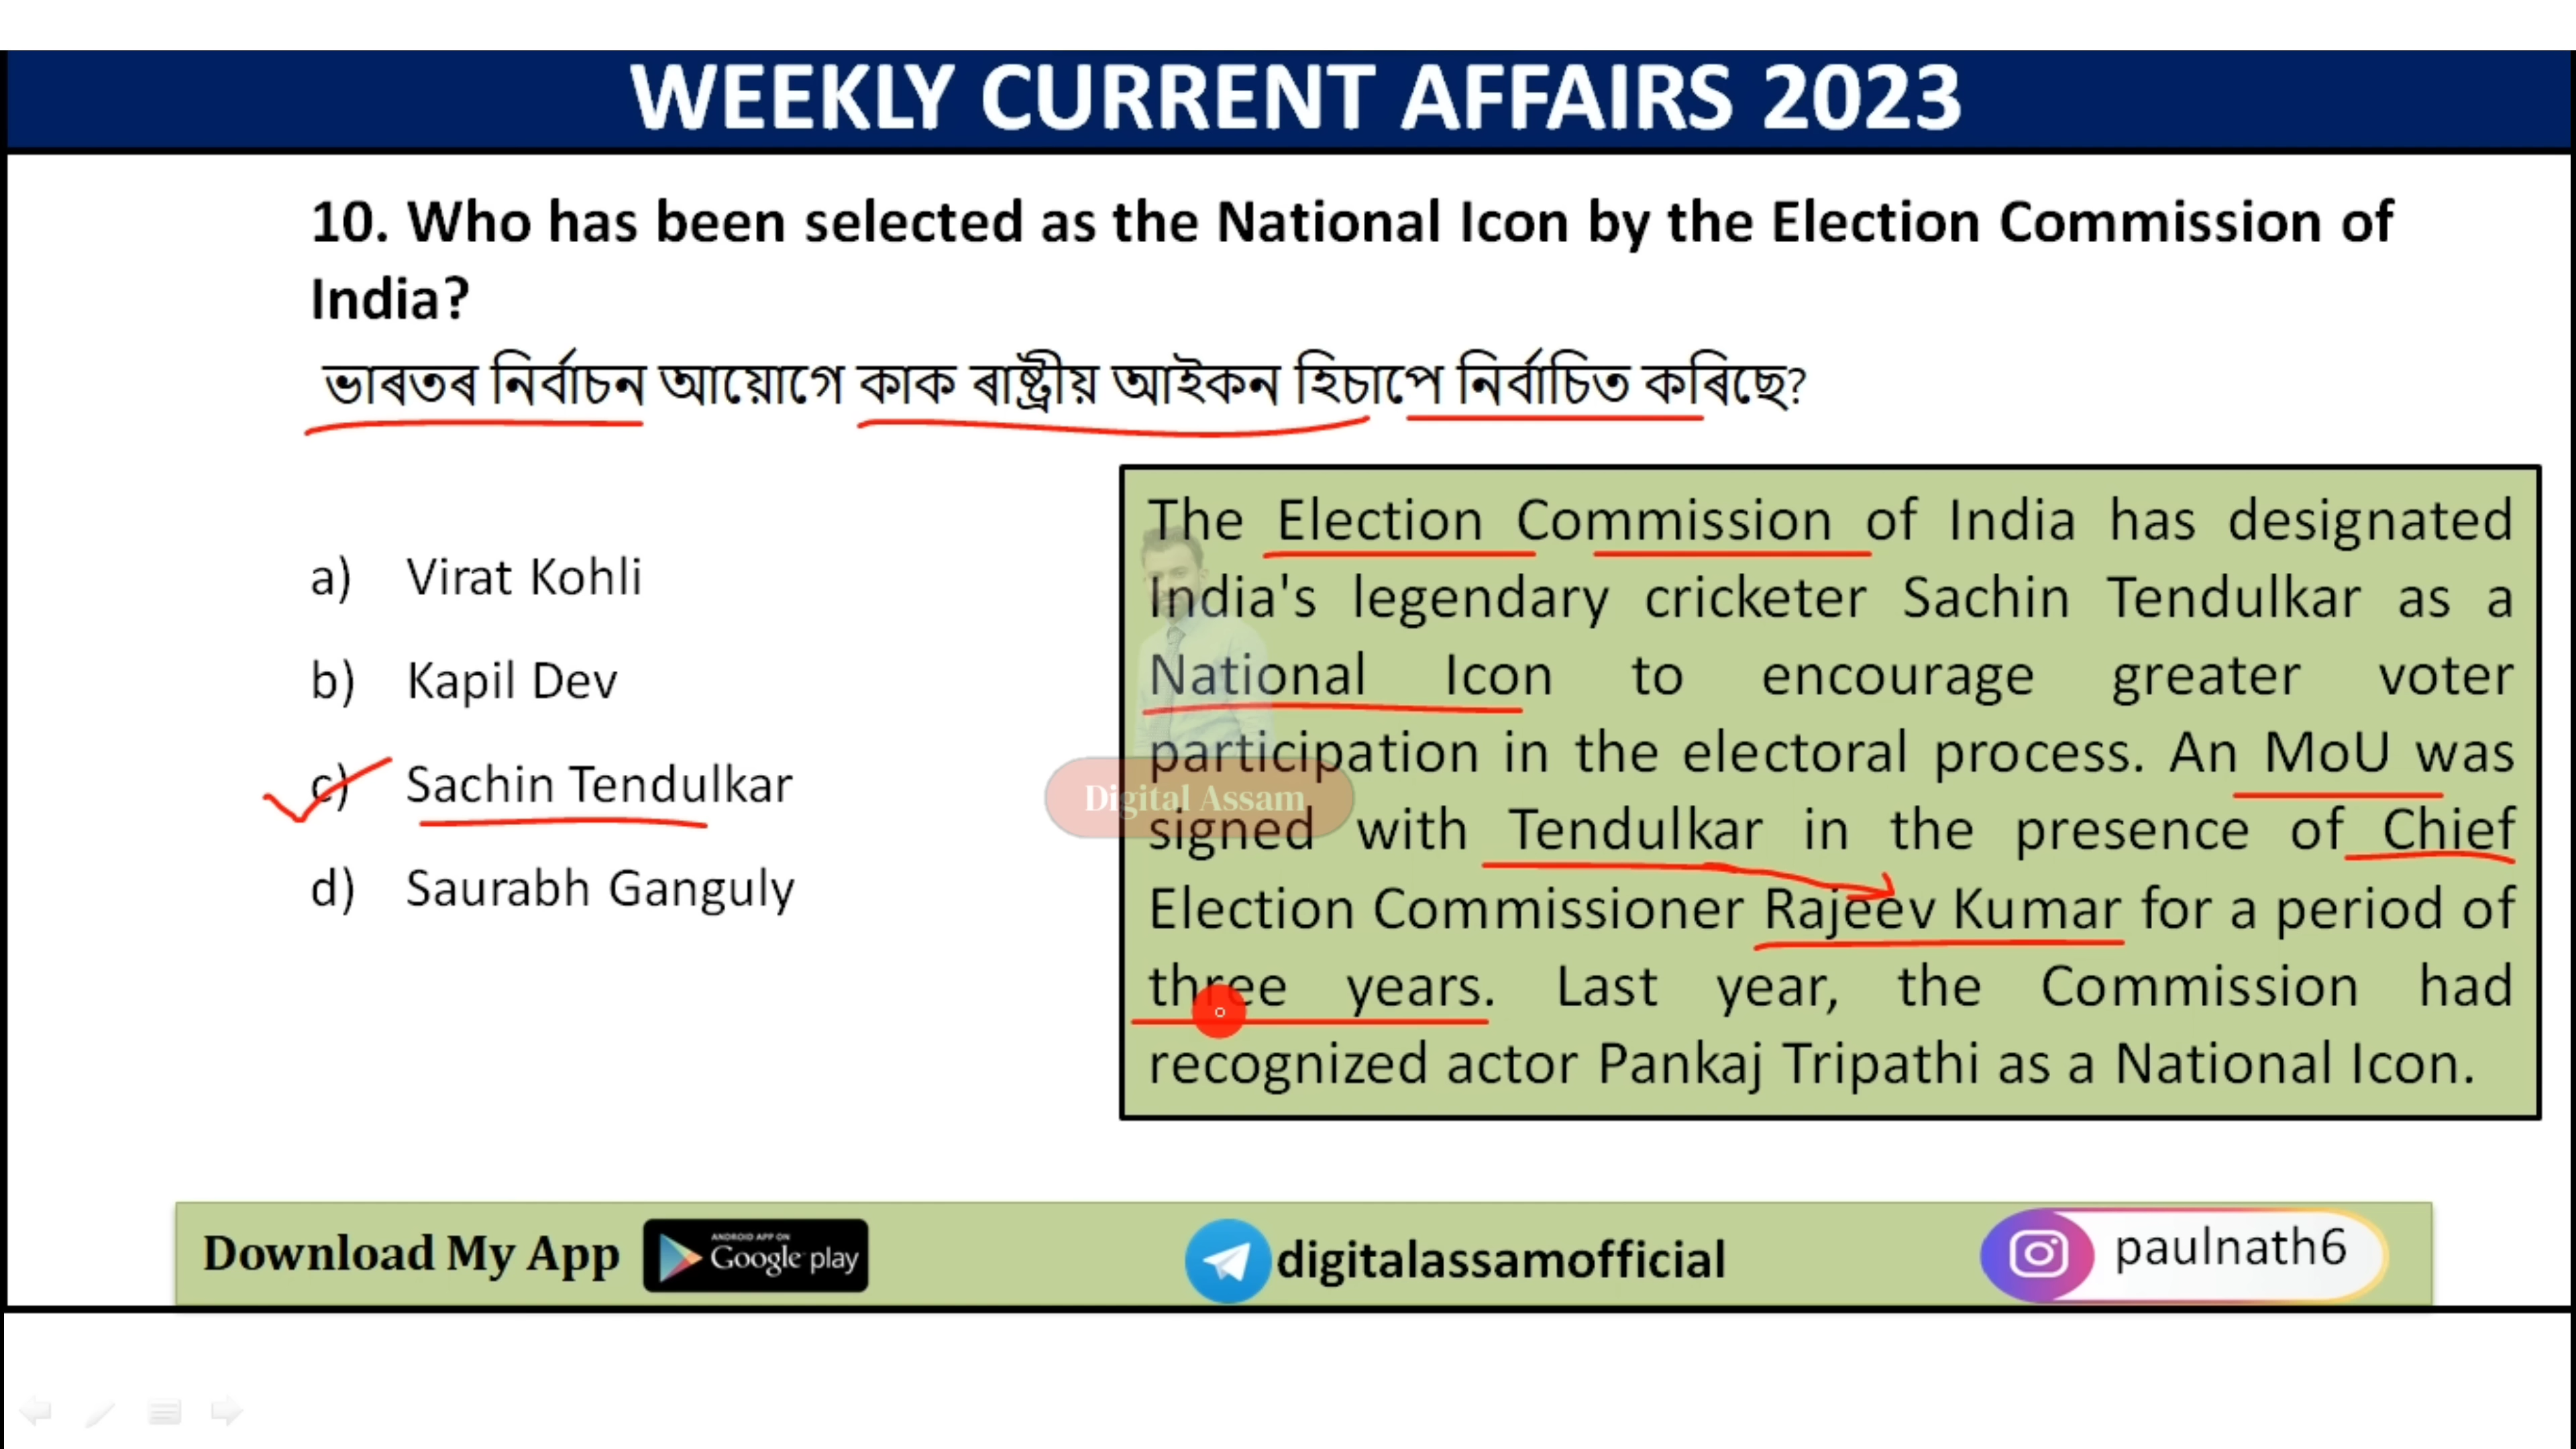 WEEKLY CURRENT AFFAIRS 2023
10. Who has been selected as the National Icon by the Election Commission of
India?
ভাৰতৰ নিৰ্বাচন আয়োগে কাক ৰাষ্ট্ৰীয় আইকন হিচাপে নিৰ্বাচিত কৰিছে?
a) Virat Kohli
b) Kapil Dev
c) Sachin Tendulkar
d) Saurabh Ganguly
The Election Commission of India has designated
India's legendary cricketer Sachin Tendulkar as a
National Icon to encourage greater voter
participation in the electoral process. An MoU was
signed with Tendulkar in the presence of Chief
Election Commissioner Rajeev Kumar for a period of
three years. Last year, the Commission had
recognized actor Pankaj Tripathi as a National Icon.
Digital Assam
Download My App
ANDROID APP ON
Google play
digitalassamofficial
paulnath6